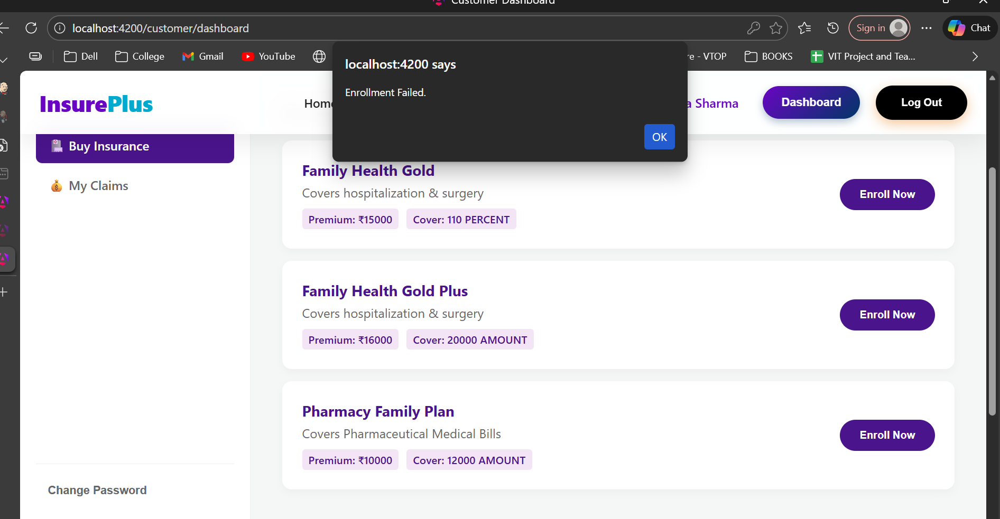 Customer Dashboard
localhost:4200/customer/dashboard
Sign in
Chat
Dell
College
Gmail
YouTube
re - VTOP
BOOKS
VIT Project and Tea...
localhost:4200 says
Enrollment Failed.
OK
InsurePlus
Home
a Sharma
Dashboard
Log Out
Buy Insurance
My Claims
Change Password
Family Health Gold
Covers hospitalization & surgery
Premium: ₹15000
Cover: 110 PERCENT
Enroll Now
Family Health Gold Plus
Covers hospitalization & surgery
Premium: ₹16000
Cover: 20000 AMOUNT
Enroll Now
Pharmacy Family Plan
Covers Pharmaceutical Medical Bills
Premium: ₹10000
Cover: 12000 AMOUNT
Enroll Now